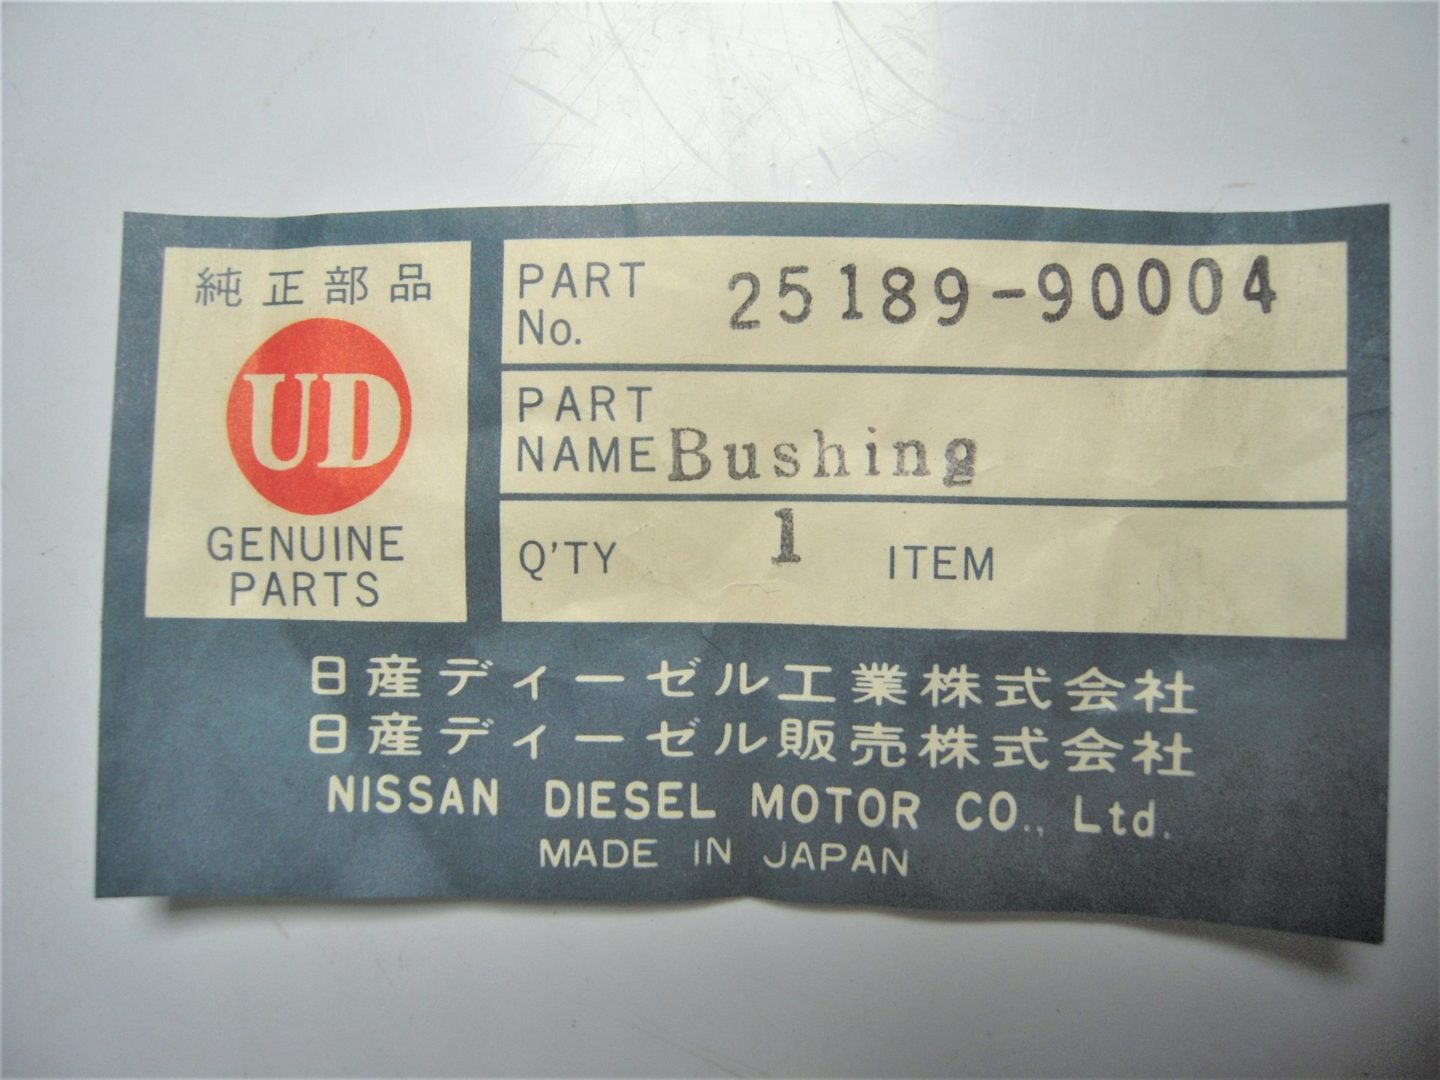 純正部品
UD
GENUINE
PARTS
PART
No. 25189-90004
PART
NAME Bushing
Q'TY 1 ITEM
日産ディーゼル工業株式会社
日産ディーゼル販売株式会社
NISSAN DIESEL MOTOR CO., Ltd.
MADE IN JAPAN